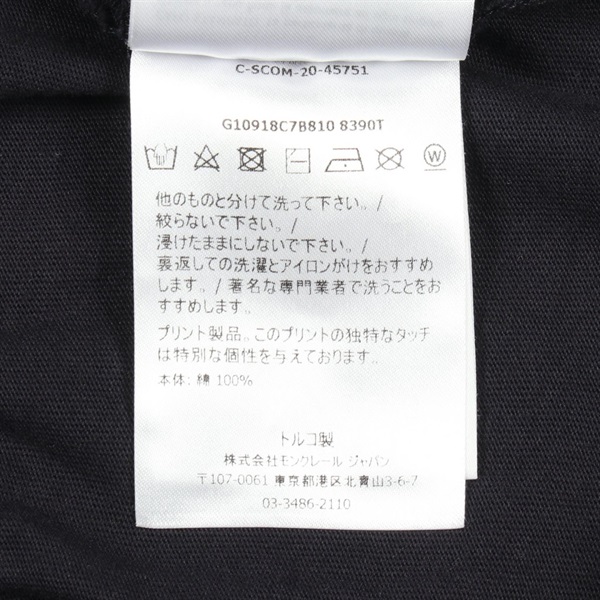 C-SCOM-20-45751
G10918C7B810 8390T
W
他のものと分けて洗って下さい。/
絞らないで下さい。/
浸けたままにしないで下さい。/
裏返しての洗濯とアイロンがけをおすすめ
します。/ 著名な専門業者で洗うことをお
すすめします。
プリント製品。このプリントの独特なタッチ
は特別な個性を与えております。
本体: 綿 100%
トルコ製
株式会社モンクレール ジャパン
〒107-0061 東京都港区北青山3-6-7
03-3486-2110